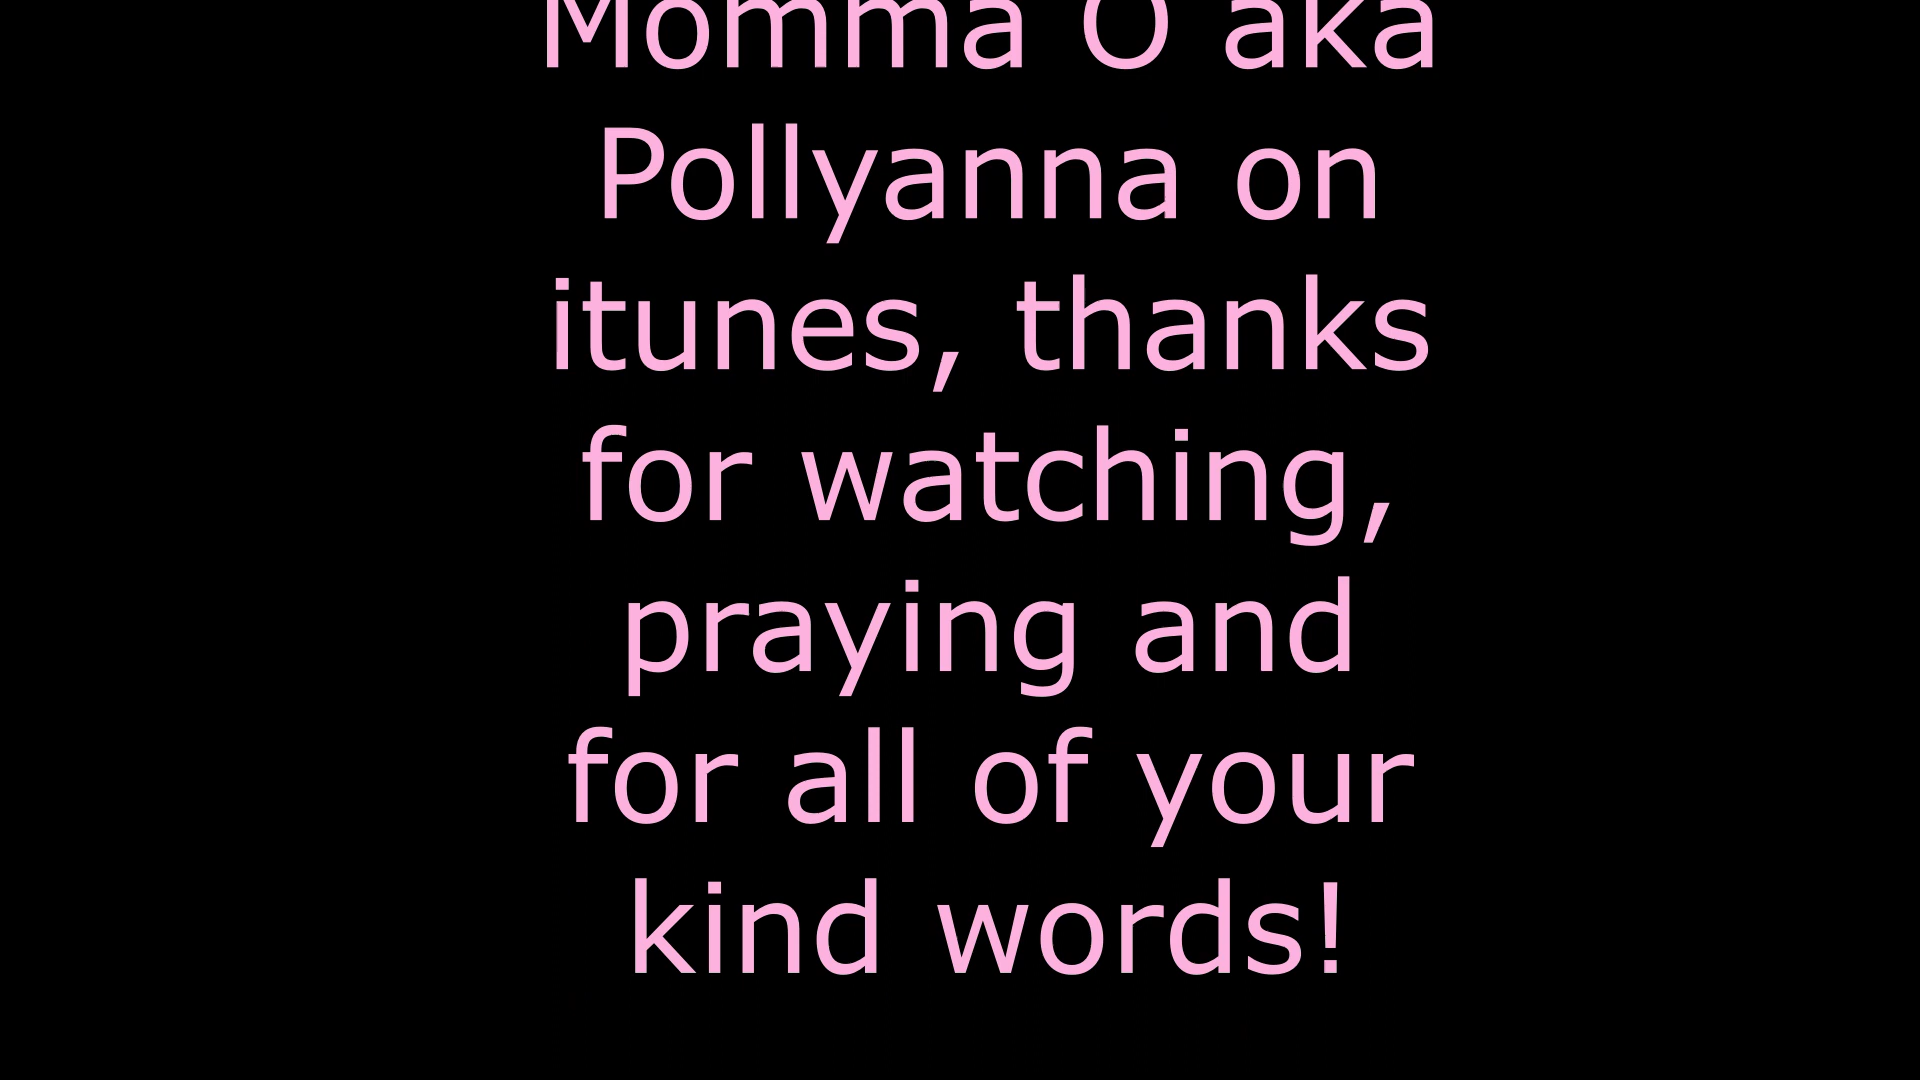 Momma O aka
Pollyanna on
itunes, thanks
for watching,
praying and
for all of your
kind words!